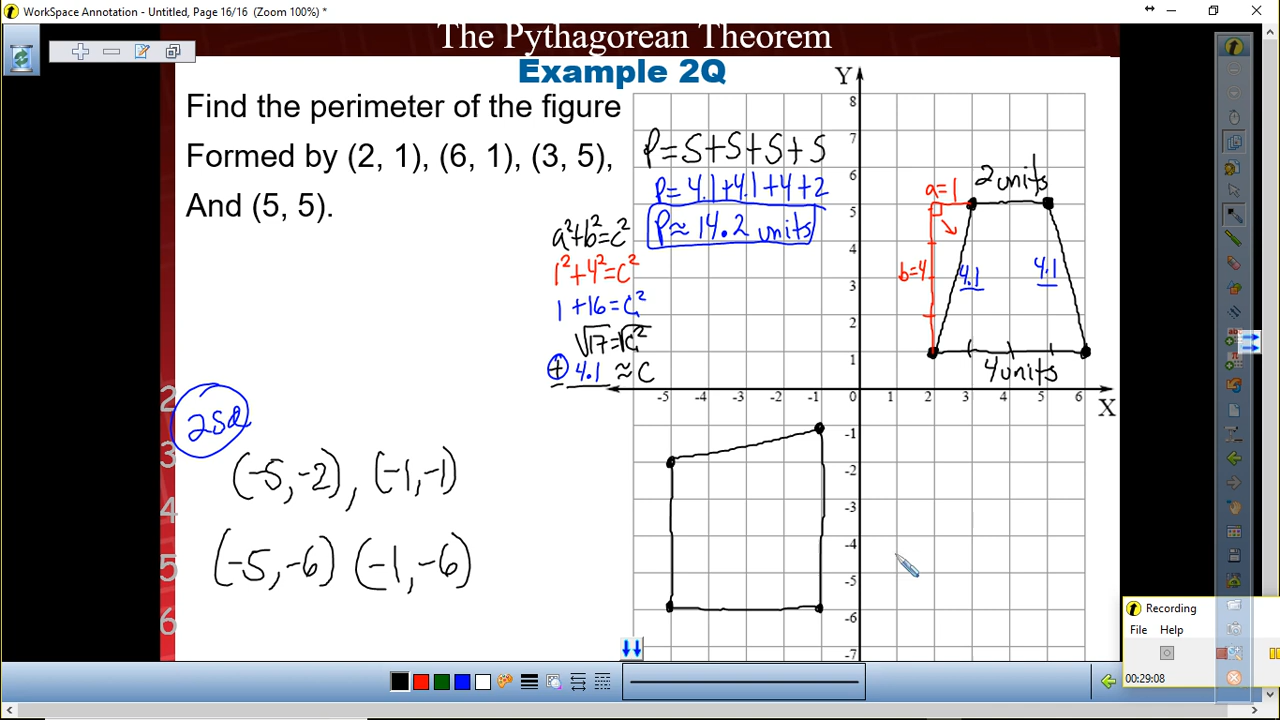 WorkSpace Annotation - Untitled, Page 16/16 (Zoom 100%) *
The Pythagorean Theorem
Example 2Q
Find the perimeter of the figure
Formed by (2, 1), (6, 1), (3, 5),
And (5, 5).
P=S+S+S+S
P=4.1+4.1+4+2
P≈14.2 units
a²+b²=c²
1²+4²=c²
1+16=c²
√17=√c²
+ 4.1 ≈ c
Y
8
7
6
5
4
3
2
1
-5 -4 -3 -2 -1 0 1 2 3 4 5 6
X
-1
-2
-3
-4
-5
-6
-7
a=1
2 units
b=4
4.1
4.1
4 units
2
3
4
5
6
(-5,-2), (-1,-1)
(-5,-6) (-1,-6)
Recording
File Help
00:29:08